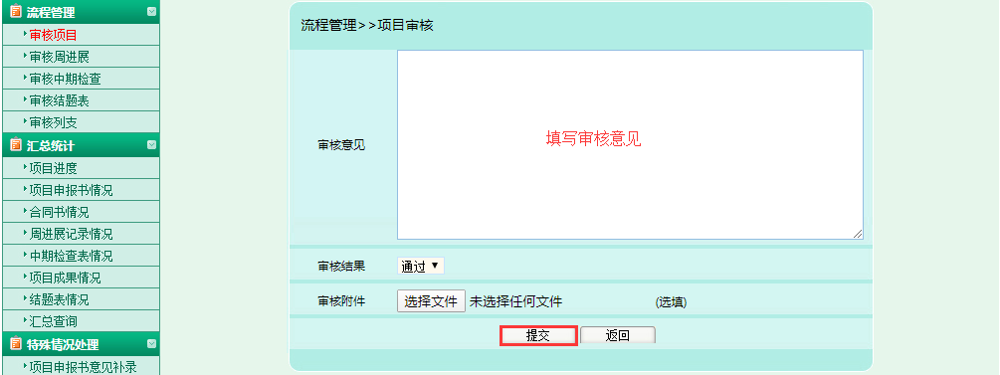 流程管理
审核项目
审核周进展
审核中期检查
审核结题表
审核列支
汇总统计
项目进度
项目申报书情况
合同书情况
周进展记录情况
中期检查表情况
项目成果情况
结题表情况
汇总查询
特殊情况处理
项目申报书意见补录
流程管理>>项目审核
审核意见
填写审核意见
审核结果 通过
审核附件 选择文件 未选择任何文件 (选填)
提交 返回